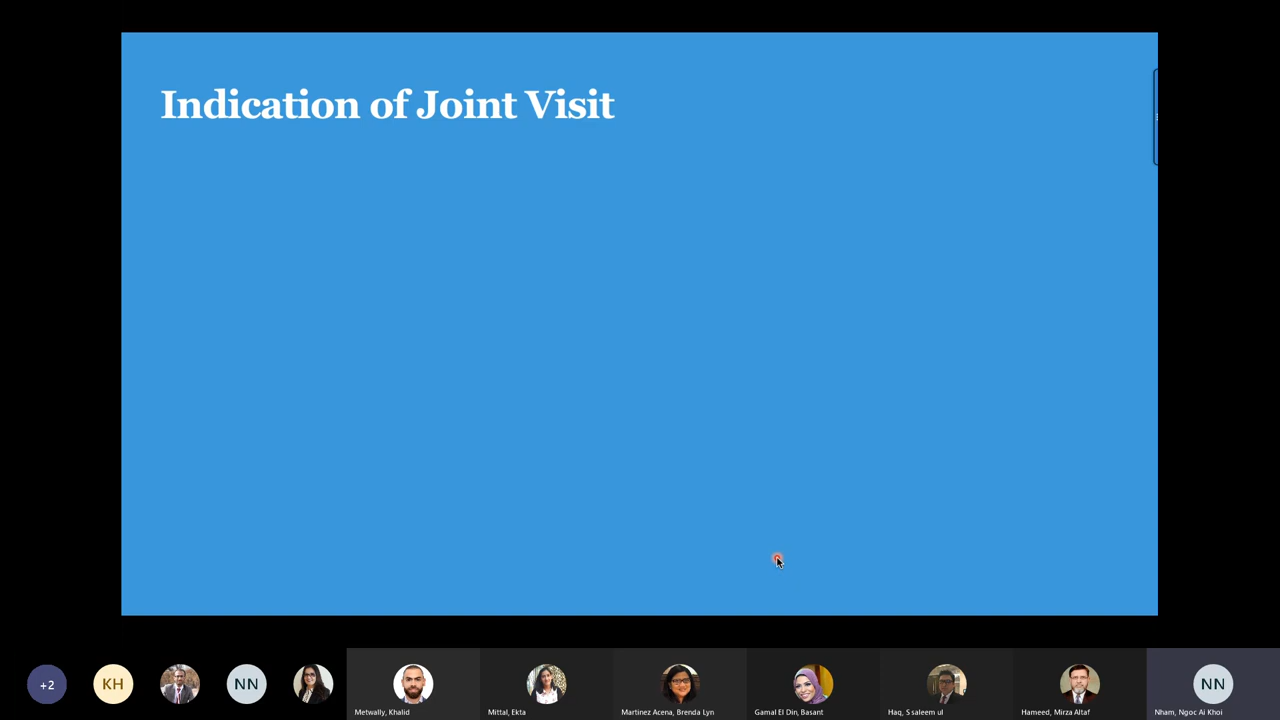 Indication of Joint Visit
+2
KH
NN
NN
Metwally, Khalid
Mittal, Ekta
Martinez Acena, Brenda Lyn
Gamal El Din, Basant
Haq, S saleem ul
Hameed, Mirza Altaf
Nham, Ngoc Ai Khoi